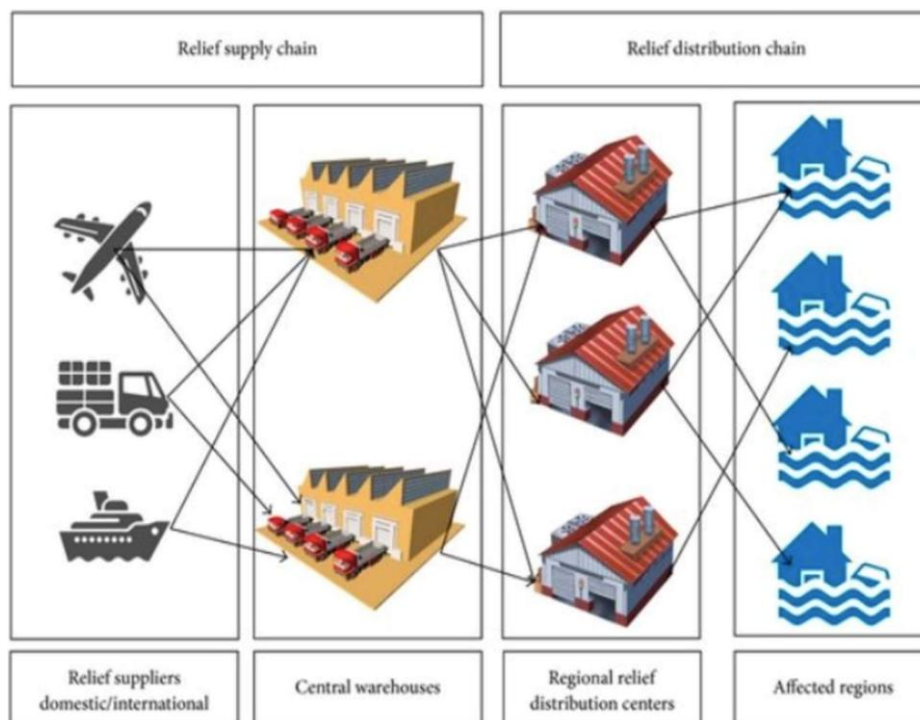 Relief supply chain
Relief distribution chain
Relief suppliers
domestic/international
Central warehouses
Regional relief
distribution centers
Affected regions